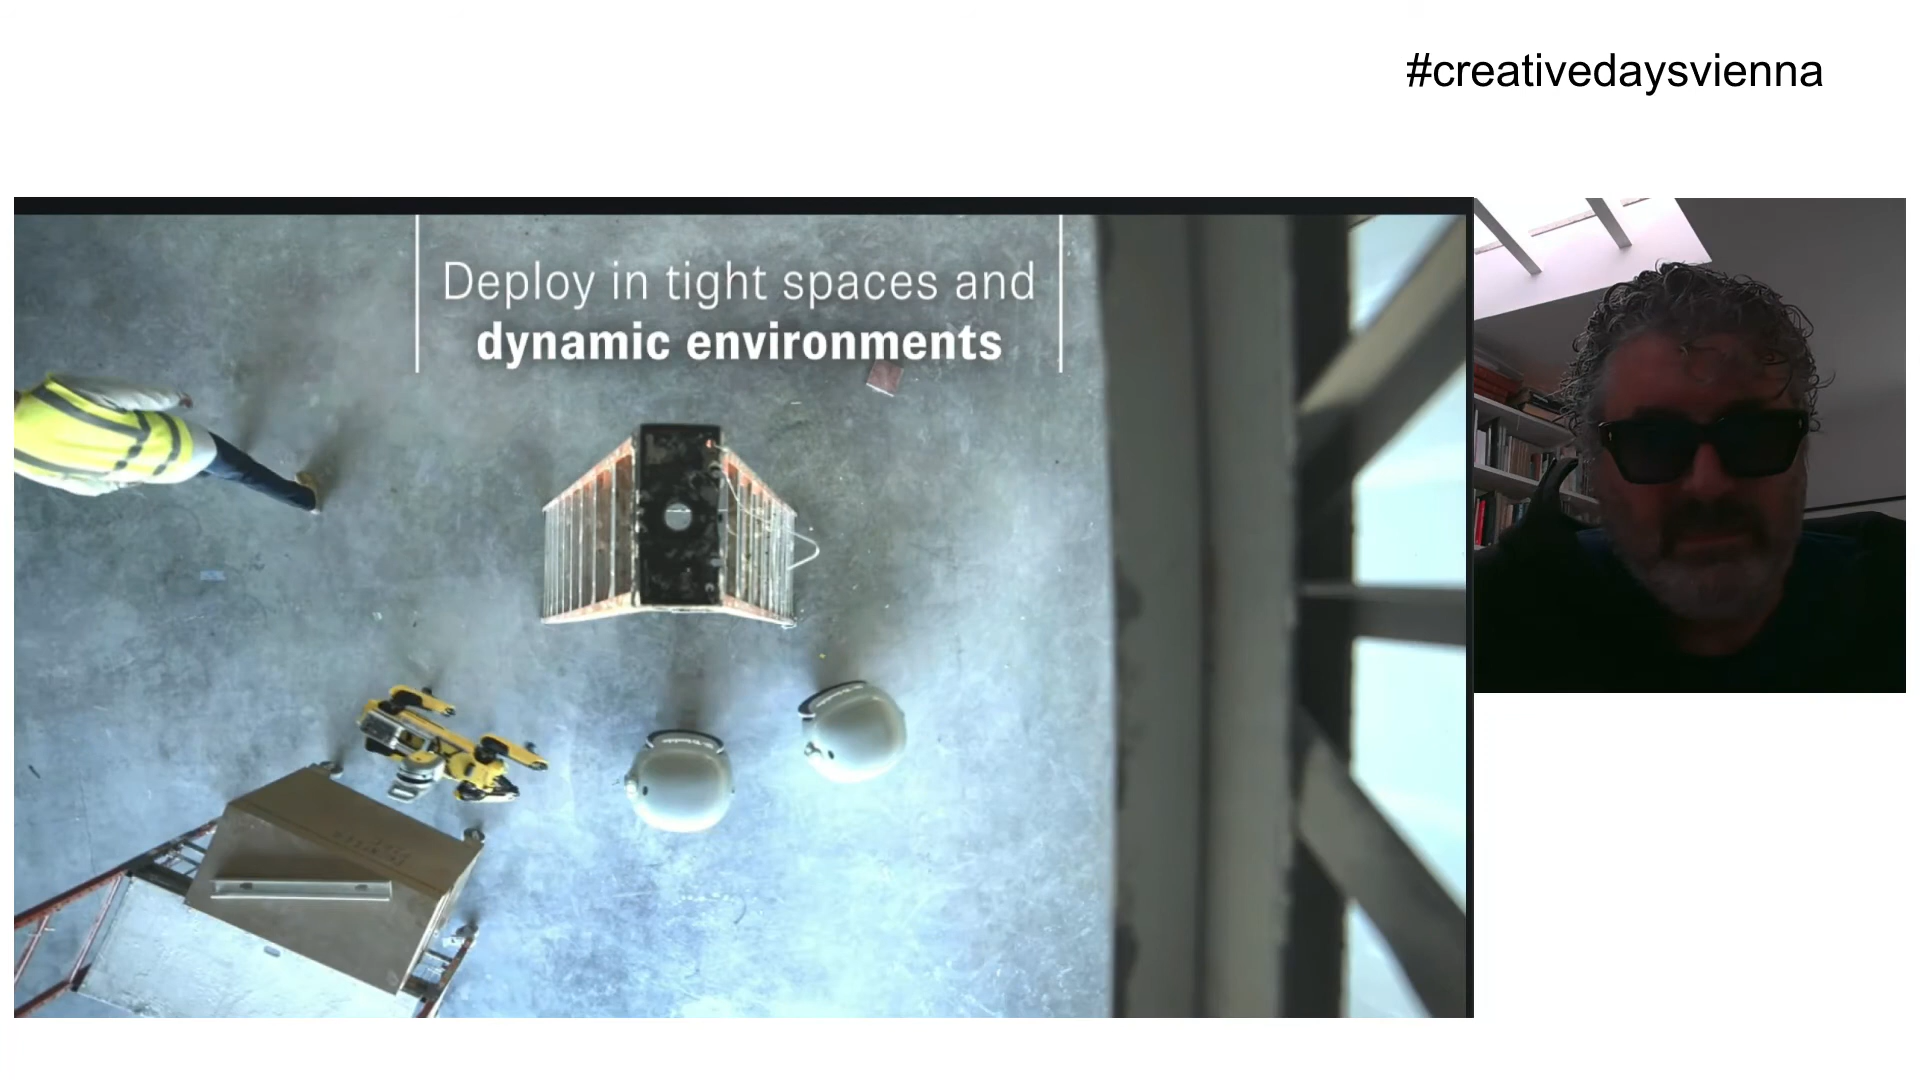 #creativedaysvienna
Deploy in tight spaces and
dynamic environments